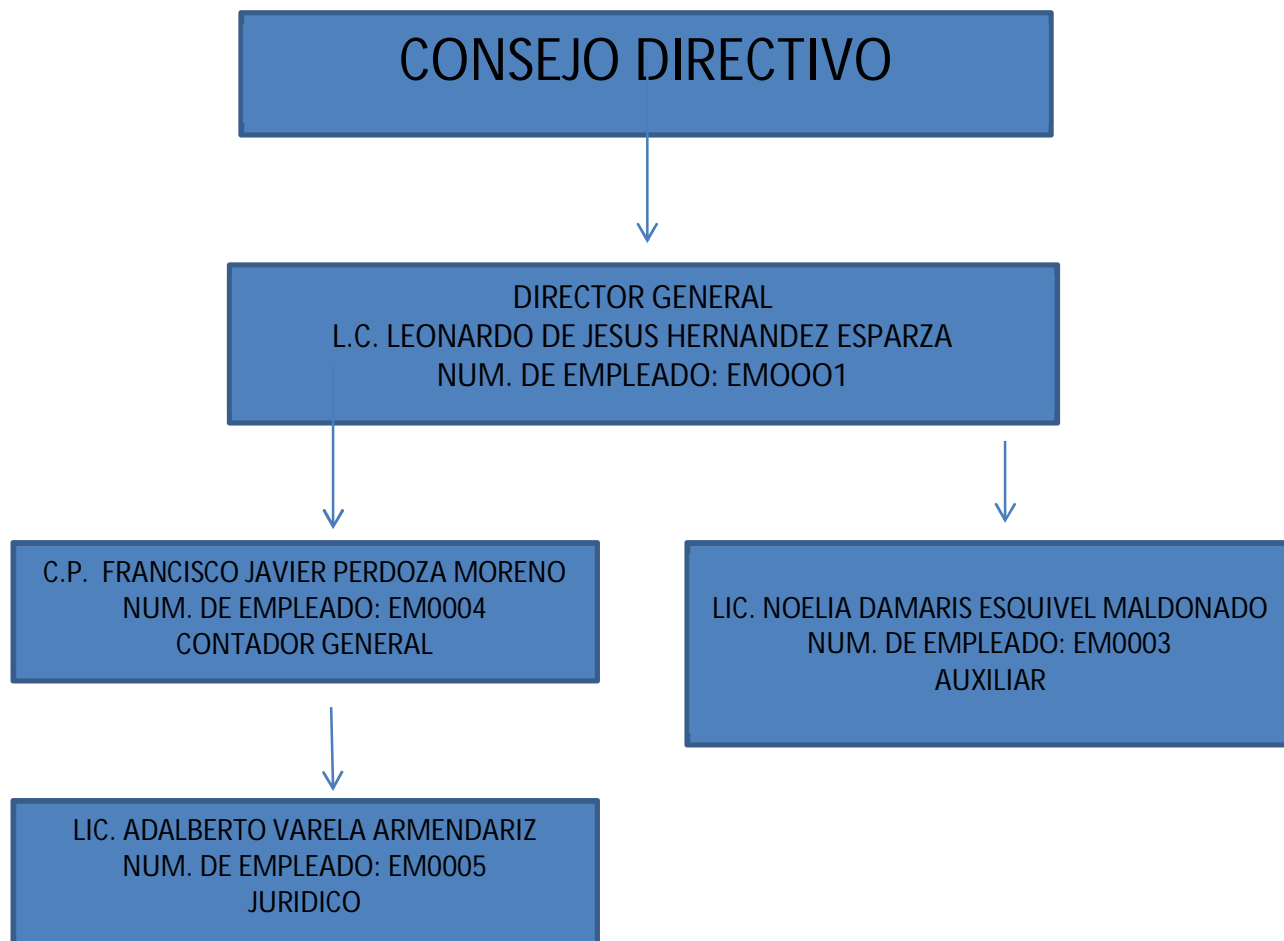 CONSEJO DIRECTIVO
DIRECTOR GENERAL
L.C. LEONARDO DE JESUS HERNANDEZ ESPARZA
NUM. DE EMPLEADO: EMOOO1
C.P. FRANCISCO JAVIER PERDOZA MORENO
NUM. DE EMPLEADO: EM0004
CONTADOR GENERAL
LIC. NOELIA DAMARIS ESQUIVEL MALDONADO
NUM. DE EMPLEADO: EM0003
AUXILIAR
LIC. ADALBERTO VARELA ARMENDARIZ
NUM. DE EMPLEADO: EM0005
JURIDICO